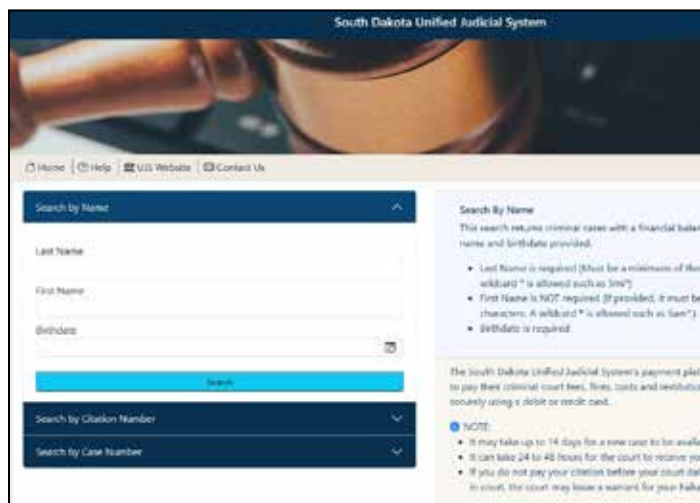 South Dakota Unified Judicial System
Home
Help
UJS Website
Contact Us
Search by Name
Last Name
First Name
Birthdate
Search
Search by Citation Number
Search by Case Number
Search By Name
This search returns criminal cases with a financial balan
name and birthdate provided.
• Last Name is required (Must be a minimum of thre
wildcard * is allowed such as Smi*)
• First Name is NOT required (If provided, it must be
characters. A wildcard * is allowed such as Sam*)
• Birthdate is required
The South Dakota Unified Judicial System's payment plat
to pay their criminal court fees, fines, costs and restitution
securely using a debit or credit card.
NOTE:
• It may take up to 14 days for a new case to be availa
• It can take 24 to 48 hours for the court to receive yo
• If you do not pay your citation before your court dat
in court, the court may issue a warrant for your failu